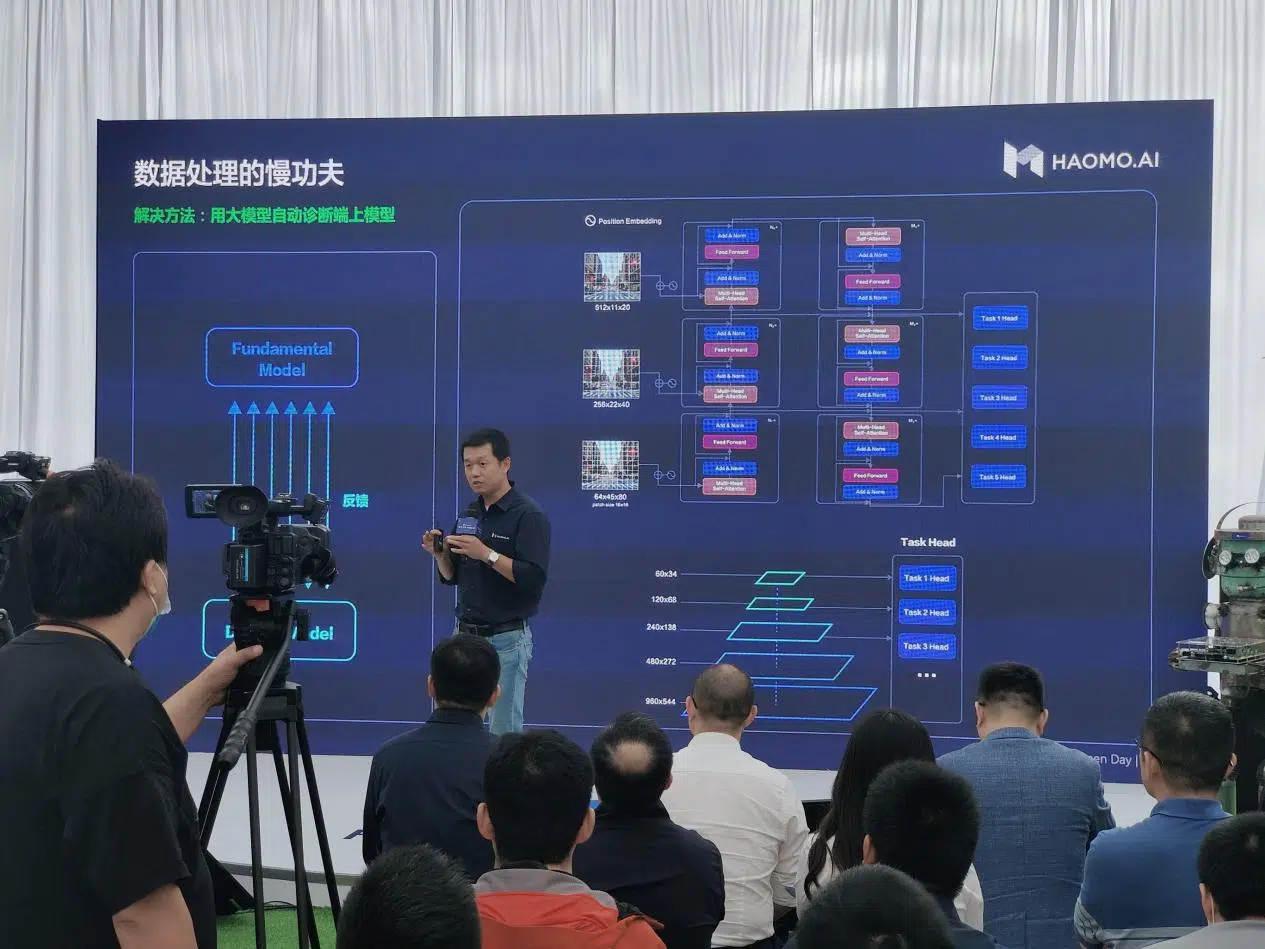 数据处理的慢功夫
解决方法：用大模型自动诊断端上模型
HAOMO.AI
Fundamental
Model
反馈
Position Embedding
512x11x20
256x22x40
64x45x80
patch size 16x16
Add & Norm
Feed Forward
Add & Norm
Multi-Head
Self-Attention
Add & Norm
Feed Forward
Add & Norm
Multi-Head
Self-Attention
Add & Norm
Feed Forward
Add & Norm
Multi-Head
Self-Attention
Multi-Head
Self-Attention
Add & Norm
Feed Forward
Add & Norm
Multi-Head
Self-Attention
Add & Norm
Feed Forward
Add & Norm
Multi-Head
Self-Attention
Add & Norm
Feed Forward
Add & Norm
Task 1 Head
Task 2 Head
Task 3 Head
Task 4 Head
Task 5 Head
Task Head
60x34
120x68
240x138
480x272
960x544
Task 1 Head
Task 2 Head
Task 3 Head
Day |